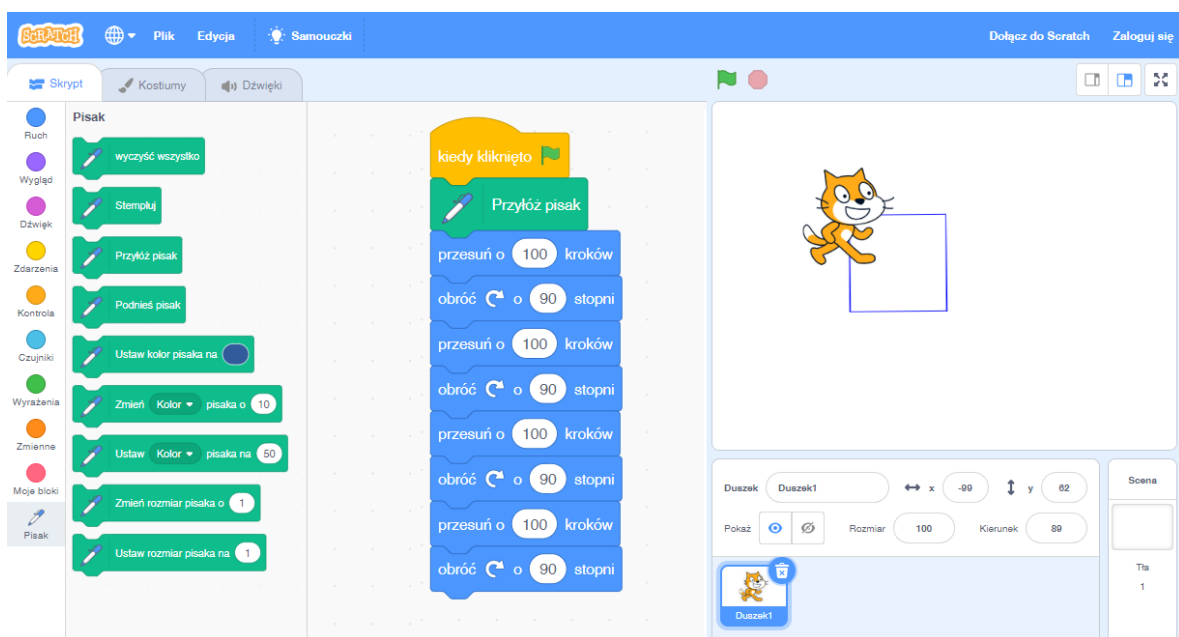 SCRATCH Plik Edycja Samouczki Dołącz do Scratch Zaloguj się
Skrypt Kostiumy Dźwięki
Ruch
Wygląd
Dźwięk
Zdarzenia
Kontrola
Czujniki
Wyrażenia
Zmienne
Moje bloki
Pisak
Pisak
wyczyść wszystko
Stempluj
Przyłóż pisak
Podnieś pisak
Ustaw kolor pisaka na
Zmień Kolor pisaka o 10
Ustaw Kolor pisaka na 50
Zmień rozmiar pisaka o 1
Ustaw rozmiar pisaka na 1
kiedy kliknięto
Przyłóż pisak
przesuń o 100 kroków
obróć o 90 stopni
przesuń o 100 kroków
obróć o 90 stopni
przesuń o 100 kroków
obróć o 90 stopni
przesuń o 100 kroków
obróć o 90 stopni
Duszek Duszek1 x -99 y 62
Pokaż Rozmiar 100 Kierunek 89
Duszek1
Scena
Tła
1